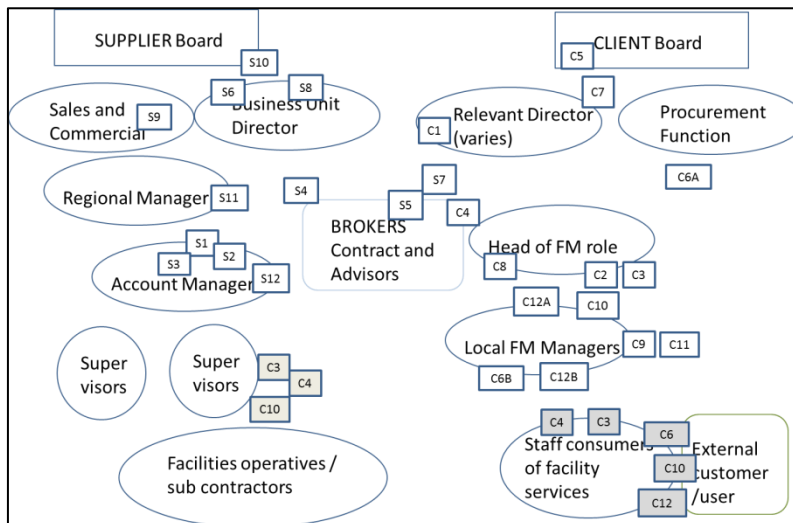 SUPPLIER Board
S10
CLIENT Board
C5
S6
S8
C7
Sales and
Commercial
S9
Business Unit
Director
C1
Relevant Director
(varies)
Procurement
Function
C6A
Regional Manager
S11
S4
S7
S5
C4
BROKERS
Contract and
Advisors
S1
S2
S3
Account Manager
S12
Head of FM role
C8
C2
C3
C12A
C10
Local FM Managers
C9
C11
C6B
C12B
Super
visors
Super
visors
C3
C4
C10
Facilities operatives /
sub contractors
C4
C3
C6
Staff consumers
of facility
services
C10
C12
External
customer
/user